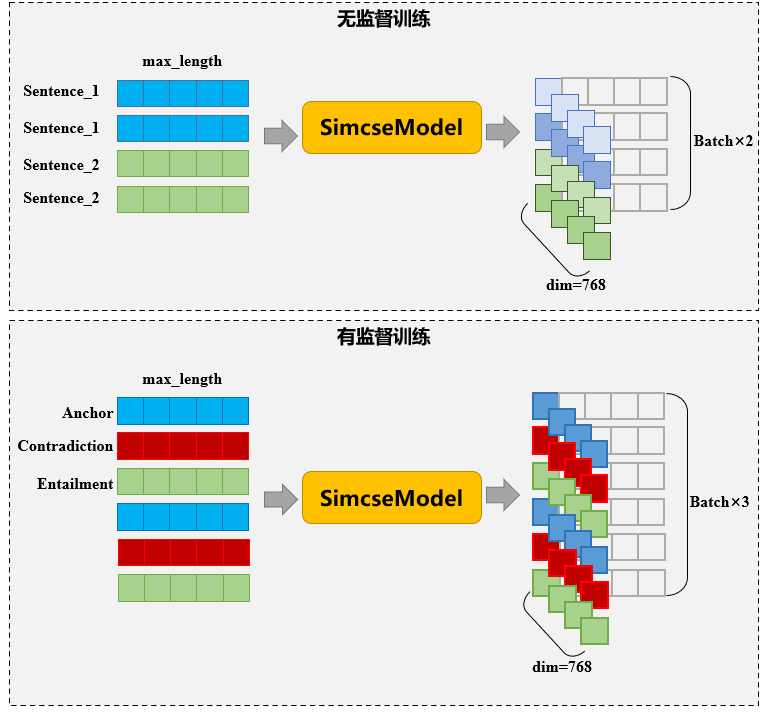 无监督训练
max_length
Sentence_1
Sentence_1
Sentence_2
Sentence_2
SimcseModel
Batch×2
dim=768
有监督训练
max_length
Anchor
Contradiction
Entailment
SimcseModel
Batch×3
dim=768